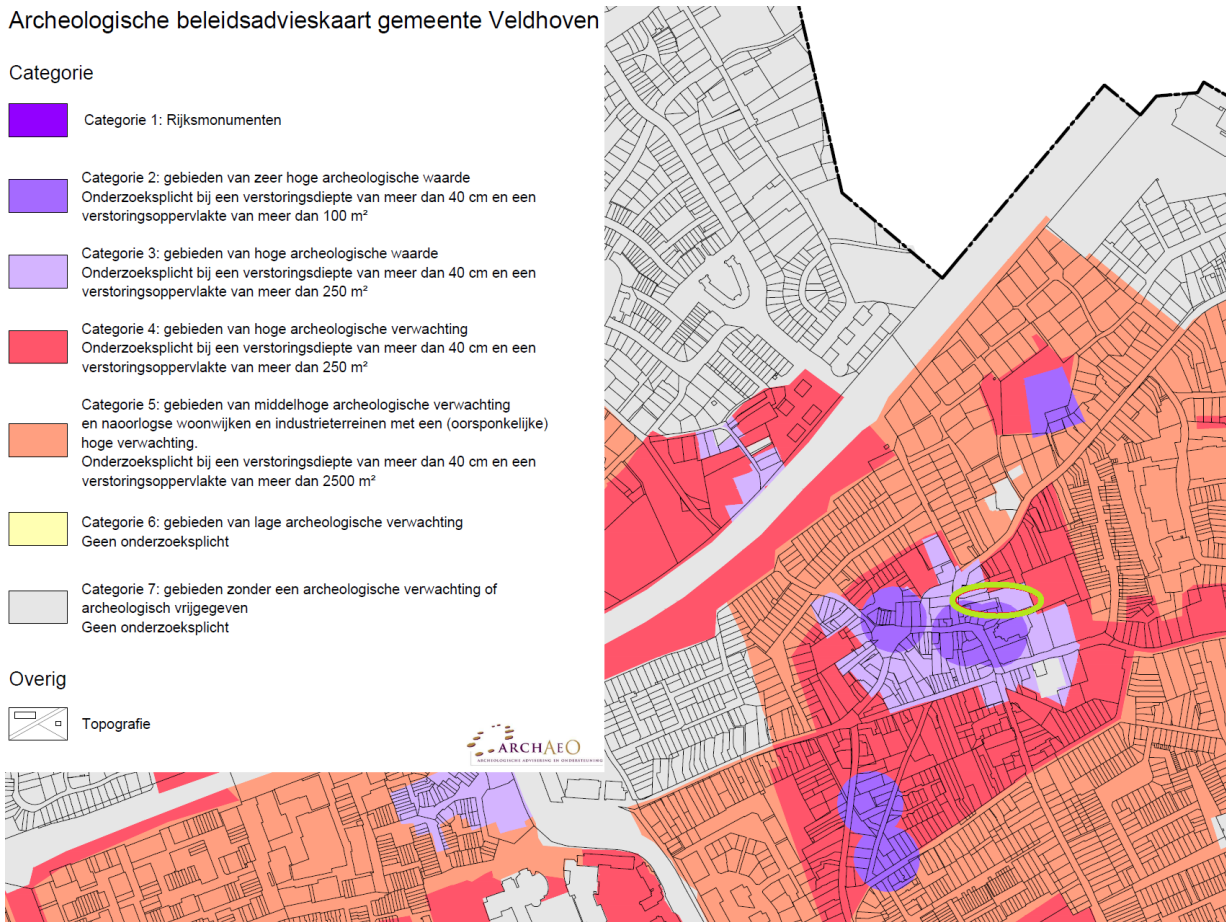 Archeologische beleidsadvieskaart gemeente Veldhoven
Categorie
Categorie 1: Rijksmonumenten
Categorie 2: gebieden van zeer hoge archeologische waarde
Onderzoeksplicht bij een verstoringsdiepte van meer dan 40 cm en een
verstoringsoppervlakte van meer dan 100 m²
Categorie 3: gebieden van hoge archeologische waarde
Onderzoeksplicht bij een verstoringsdiepte van meer dan 40 cm en een
verstoringsoppervlakte van meer dan 250 m²
Categorie 4: gebieden van hoge archeologische verwachting
Onderzoeksplicht bij een verstoringsdiepte van meer dan 40 cm en een
verstoringsoppervlakte van meer dan 250 m²
Categorie 5: gebieden van middelhoge archeologische verwachting
en naoorlogse woonwijken en industrieterreinen met een (oorsponkelijke)
hoge verwachting.
Onderzoeksplicht bij een verstoringsdiepte van meer dan 40 cm en een
verstoringsoppervlakte van meer dan 2500 m²
Categorie 6: gebieden van lage archeologische verwachting
Geen onderzoeksplicht
Categorie 7: gebieden zonder een archeologische verwachting of
archeologisch vrijgegeven
Geen onderzoeksplicht
Overig
Topografie
ARCHAEO
ARCHEOLOGISCHE ADVISERING EN ONDERSTEUNING